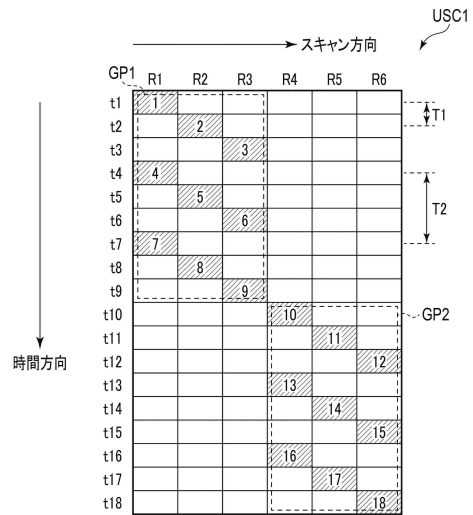 USC1
スキャン方向
GP1
R1 R2 R3 R4 R5 R6
t1 1 T1
t2 2
t3 3
t4 4
t5 5 T2
t6 6
t7 7
t8 8
t9 9
t10 10 GP2
t11 11
t12 12
時間方向
t13 13
t14 14
t15 15
t16 16
t17 17
t18 18